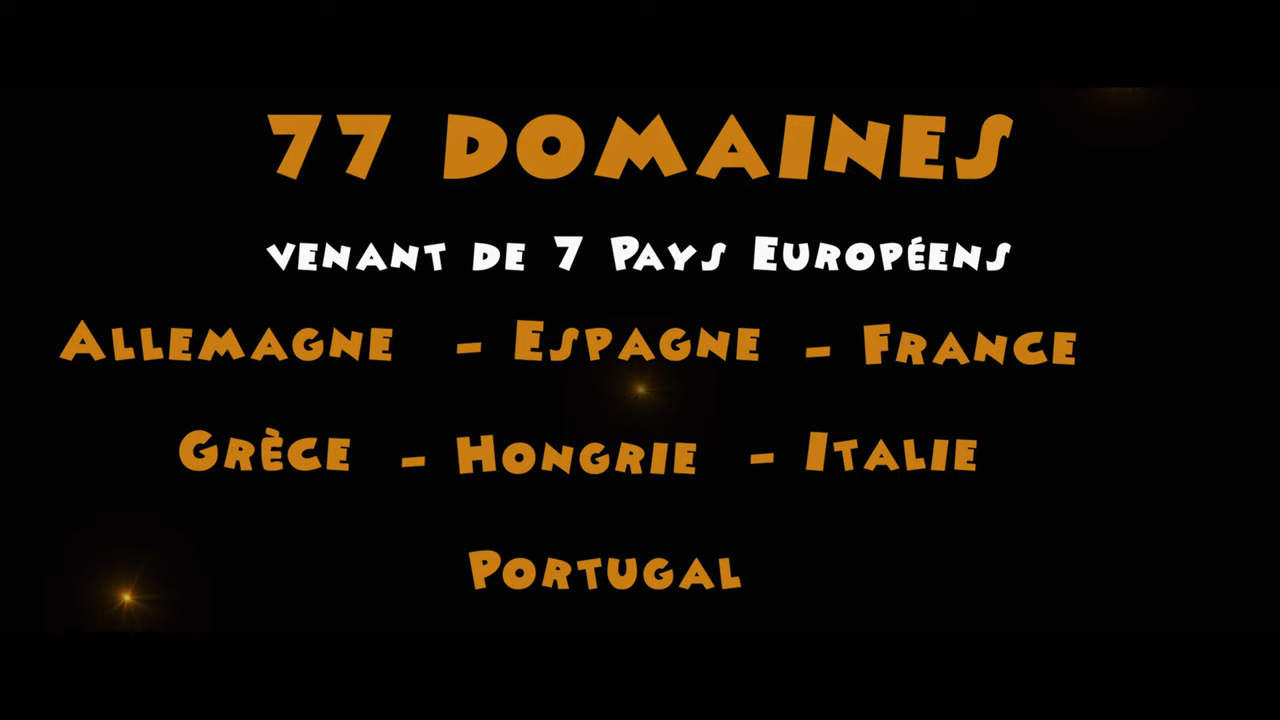 77 DOMAINES
VENANT DE 7 PAYS EUROPÉENS
ALLEMAGNE - ESPAGNE - FRANCE
GRÈCE - HONGRIE - ITALIE
PORTUGAL